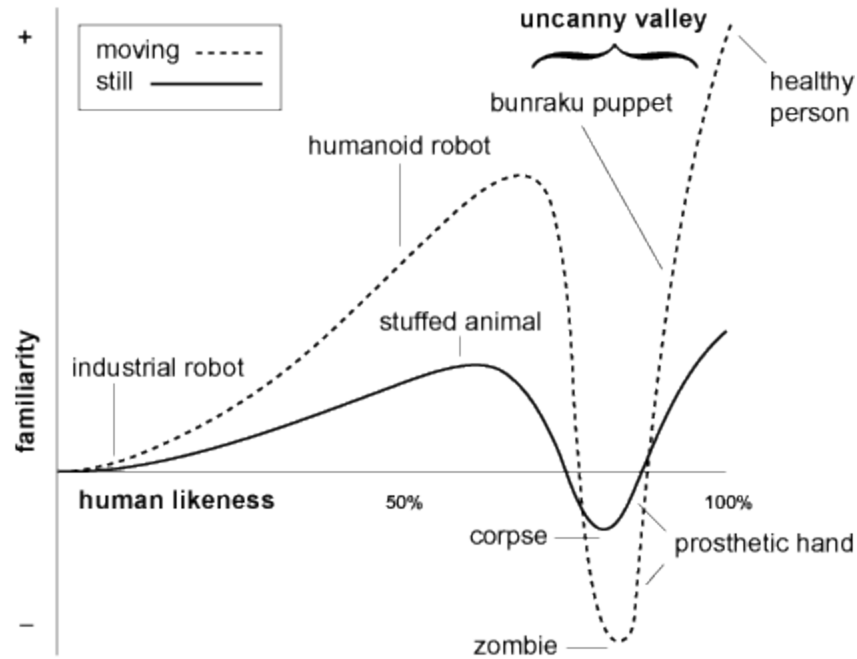 +
uncanny valley
moving
still
bunraku puppet
healthy
person
humanoid robot
stuffed animal
industrial robot
familiarity
human likeness
50%
100%
corpse
prosthetic hand
–
zombie